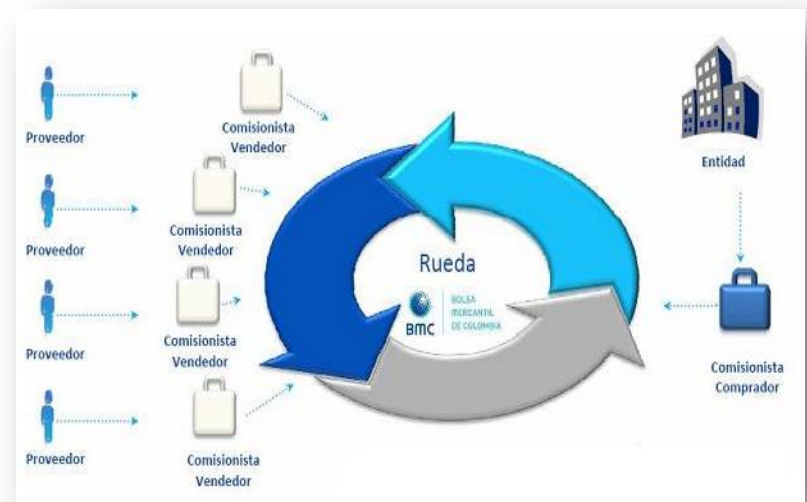 Proveedor
Comisionista
Vendedor
Proveedor
Comisionista
Vendedor
Proveedor
Comisionista
Vendedor
Proveedor
Comisionista
Vendedor
Rueda
BMC
BOLSA
MERCANTIL
DE COLOMBIA
Entidad
Comisionista
Comprador